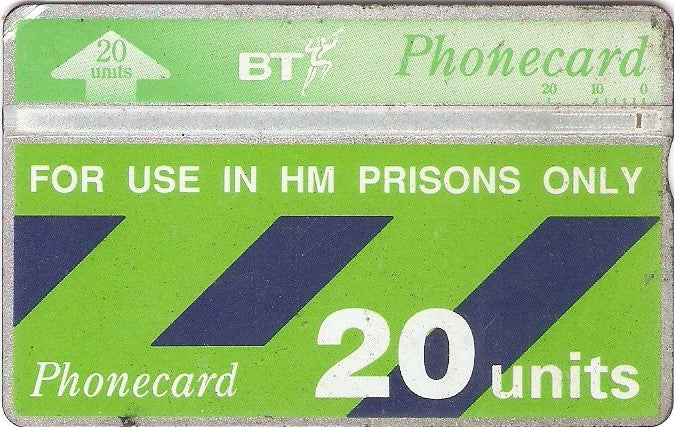 20 units
BT
Phonecard
20 10 0
FOR USE IN HM PRISONS ONLY
Phonecard
20 units